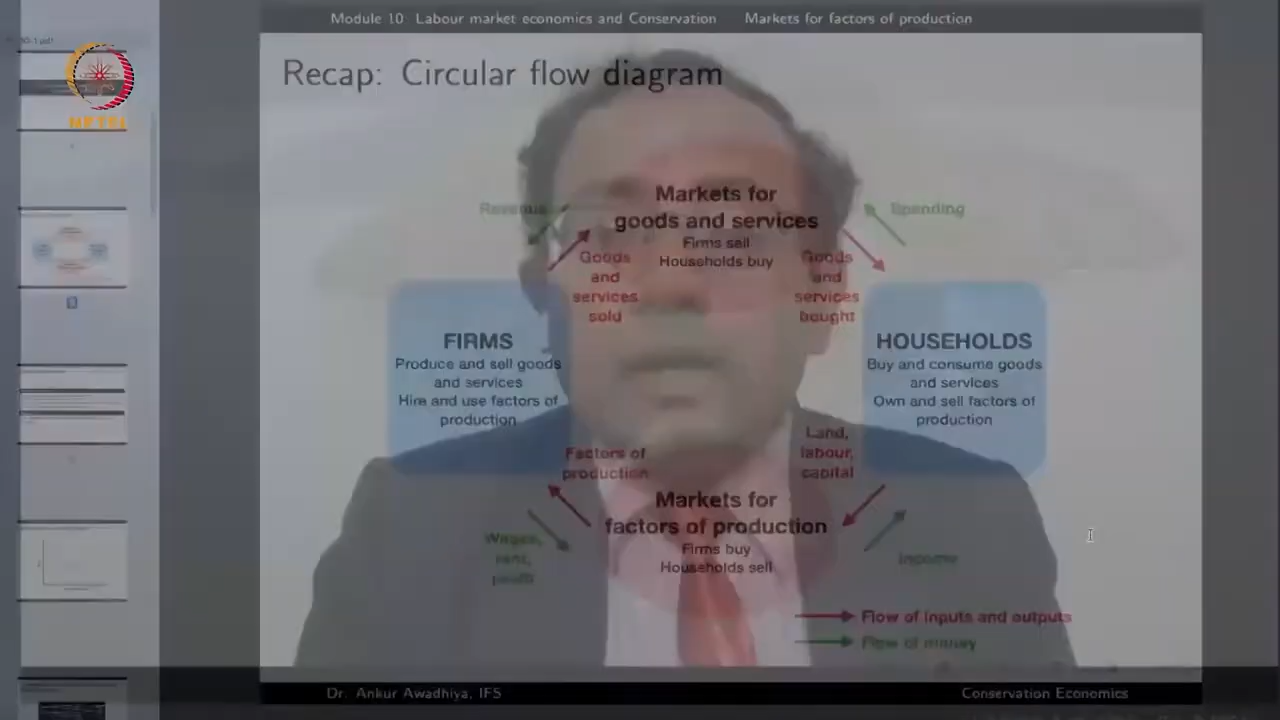 Module 10 Labour market economics and Conservation Markets for factors of production
NPTEL
Recap: Circular flow diagram
Markets for
goods and services
Firms sell
Households buy
Revenue
Spending
Goods
and
services
sold
Goods
and
services
bought
FIRMS
Produce and sell goods
and services
Hire and use factors of
production
HOUSEHOLDS
Buy and consume goods
and services
Own and sell factors of
production
Factors of
production
Land,
labour,
capital
Markets for
factors of production
Firms buy
Households sell
Wages,
rent,
profit
Income
Flow of inputs and outputs
Flow of money
Dr. Ankur Awadhiya, IFS
Conservation Economics